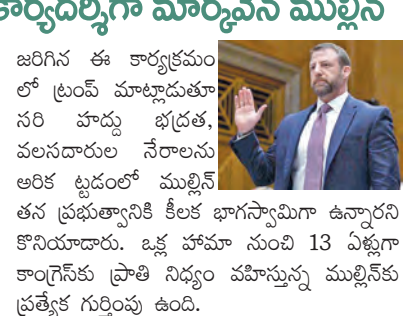 కార్యదర్శిగా మార్క్‌వేన్ ముల్లిన్
జరిగిన ఈ కార్యక్రమం
లో ట్రంప్ మాట్లాడుతూ
సరి హద్దు భద్రత,
వలసదారుల నేరాలను
అరిక ట్టడంలో ముల్లిన్
తన ప్రభుత్వానికి కీలక భాగస్వామిగా ఉన్నారని
కొనియాడారు. ఒక్ల హామా నుంచి 13 ఏళ్లుగా
కాంగ్రెస్‌కు ప్రాతి నిధ్యం వహిస్తున్న ముల్లిన్‌కు
ప్రత్యేక గుర్తింపు ఉంది.